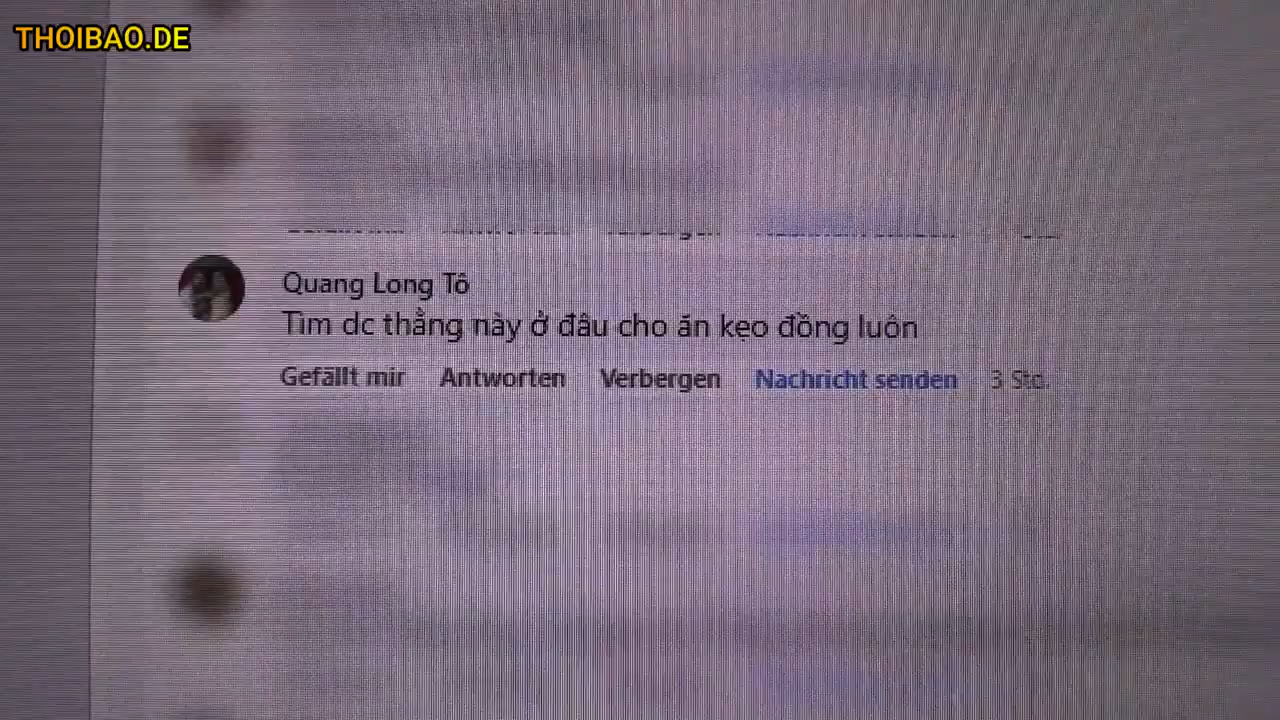 THOIBAO.DE
Quang Long Tô
Tìm dc thằng này ở đâu cho ăn kẹo đồng luôn
Gefällt mir Antworten Verbergen Nachricht senden 3 Std.